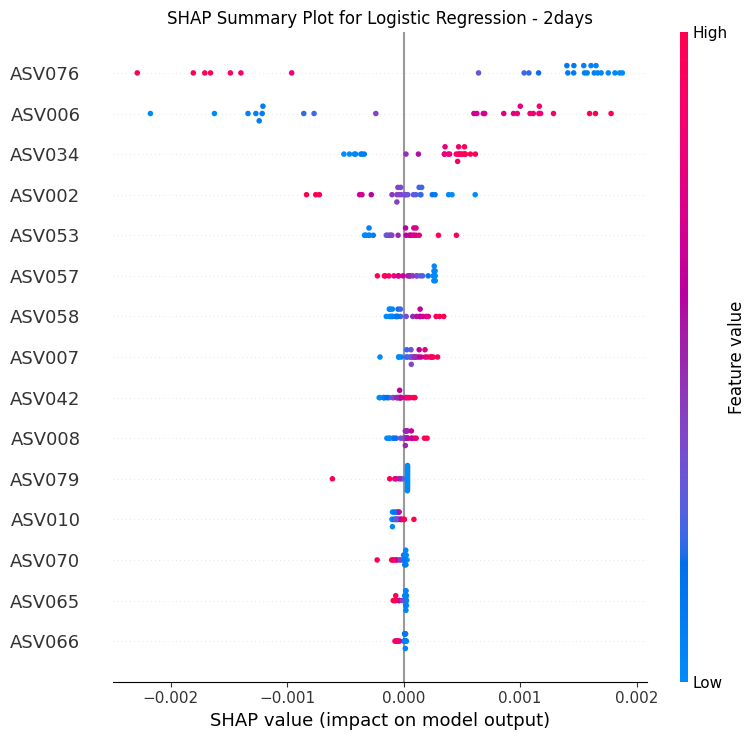 SHAP Summary Plot for Logistic Regression - 2days
High
ASV076
ASV006
ASV034
ASV002
ASV053
ASV057
ASV058
ASV007
ASV042
ASV008
ASV079
ASV010
ASV070
ASV065
ASV066
Feature value
Low
−0.002 −0.001 0.000 0.001 0.002
SHAP value (impact on model output)